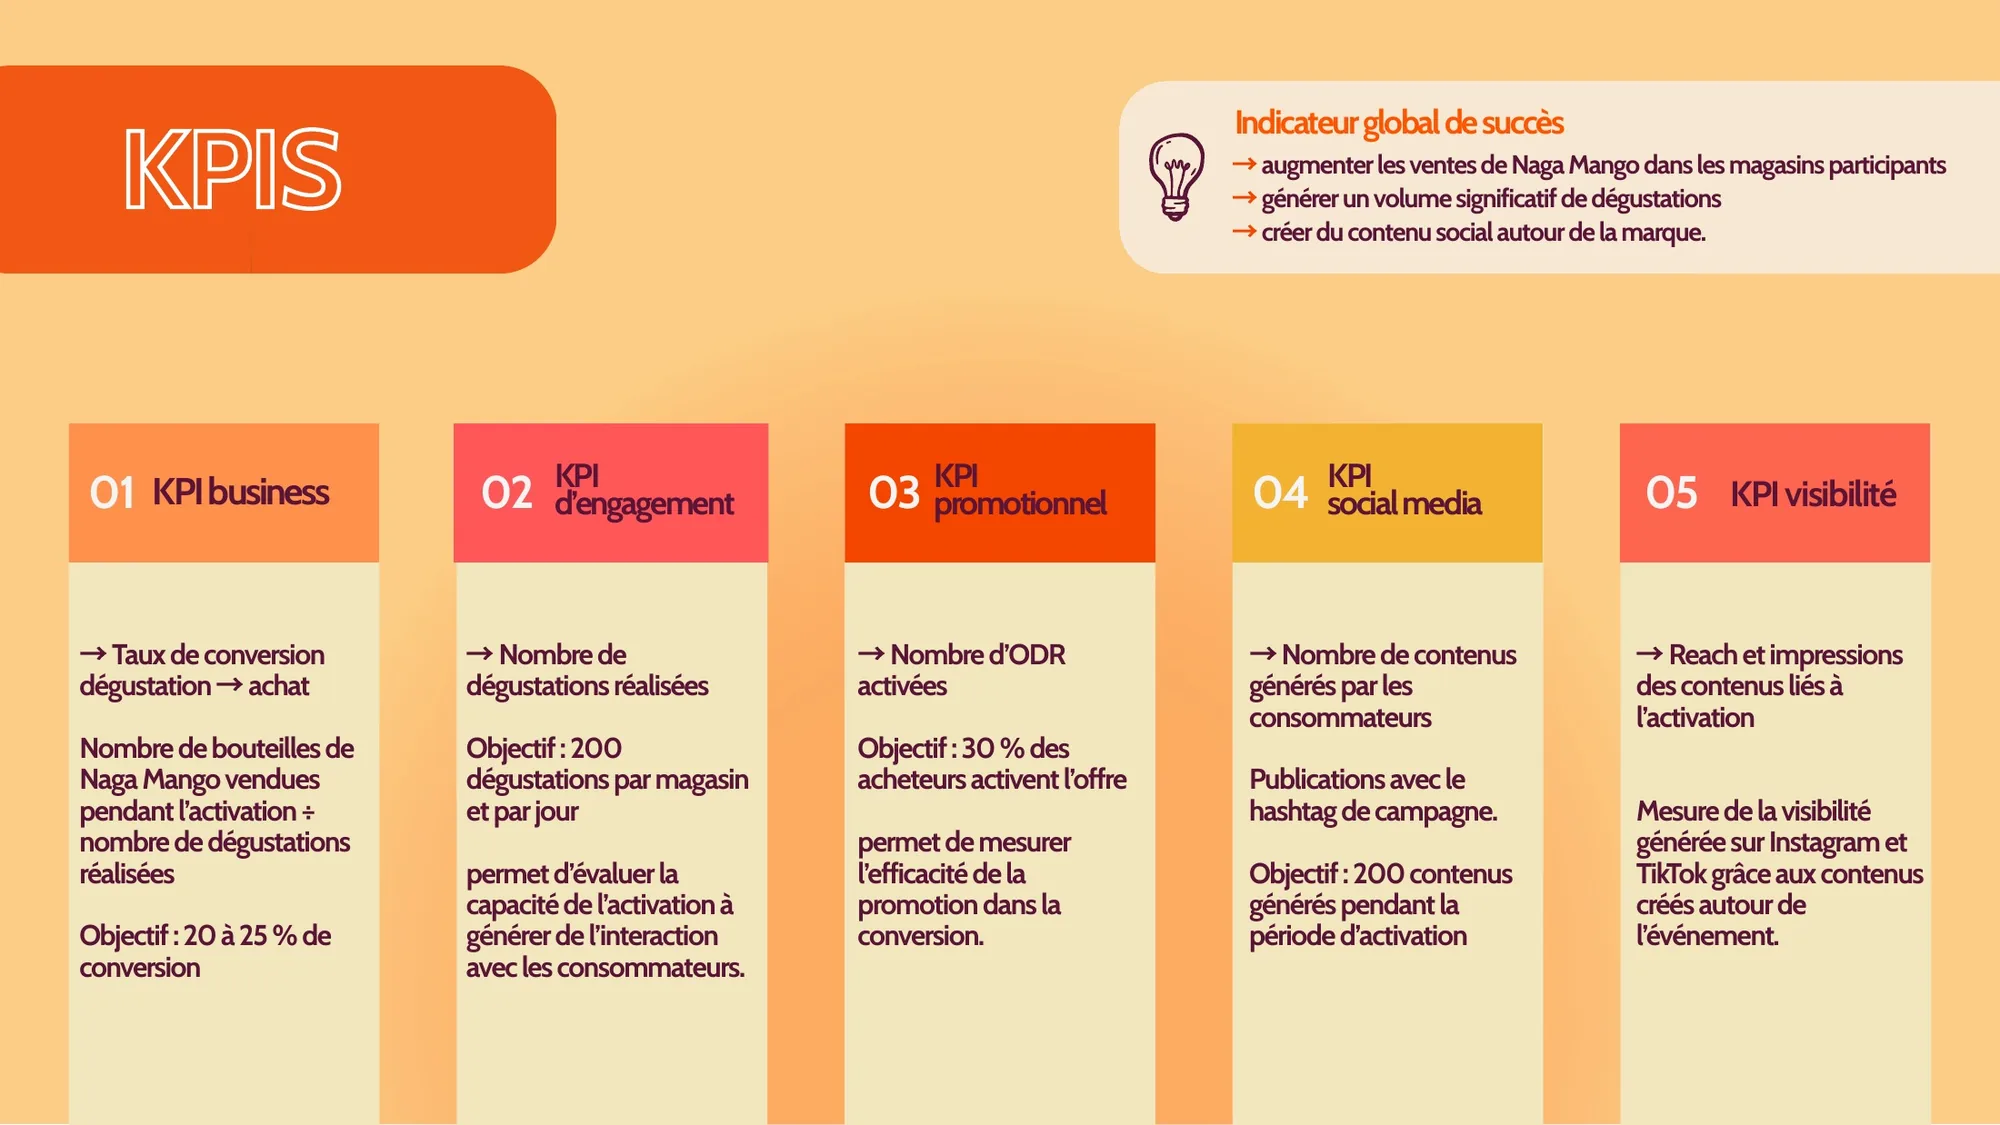 KPIS
Indicateur global de succès
→ augmenter les ventes de Naga Mango dans les magasins participants
→ générer un volume significatif de dégustations
→ créer du contenu social autour de la marque.
01 KPI business
→ Taux de conversion
dégustation → achat
Nombre de bouteilles de
Naga Mango vendues
pendant l’activation ÷
nombre de dégustations
réalisées
Objectif : 20 à 25 % de
conversion
02 KPI
d’engagement
→ Nombre de
dégustations réalisées
Objectif : 200
dégustations par magasin
et par jour
permet d’évaluer la
capacité de l’activation à
générer de l’interaction
avec les consommateurs.
03 KPI
promotionnel
→ Nombre d’ODR
activées
Objectif : 30 % des
acheteurs activent l’offre
permet de mesurer
l’efficacité de la
promotion dans la
conversion.
04 KPI
social media
→ Nombre de contenus
générés par les
consommateurs
Publications avec le
hashtag de campagne.
Objectif : 200 contenus
générés pendant la
période d’activation
05 KPI visibilité
→ Reach et impressions
des contenus liés à
l’activation
Mesure de la visibilité
générée sur Instagram et
TikTok grâce aux contenus
créés autour de
l’événement.